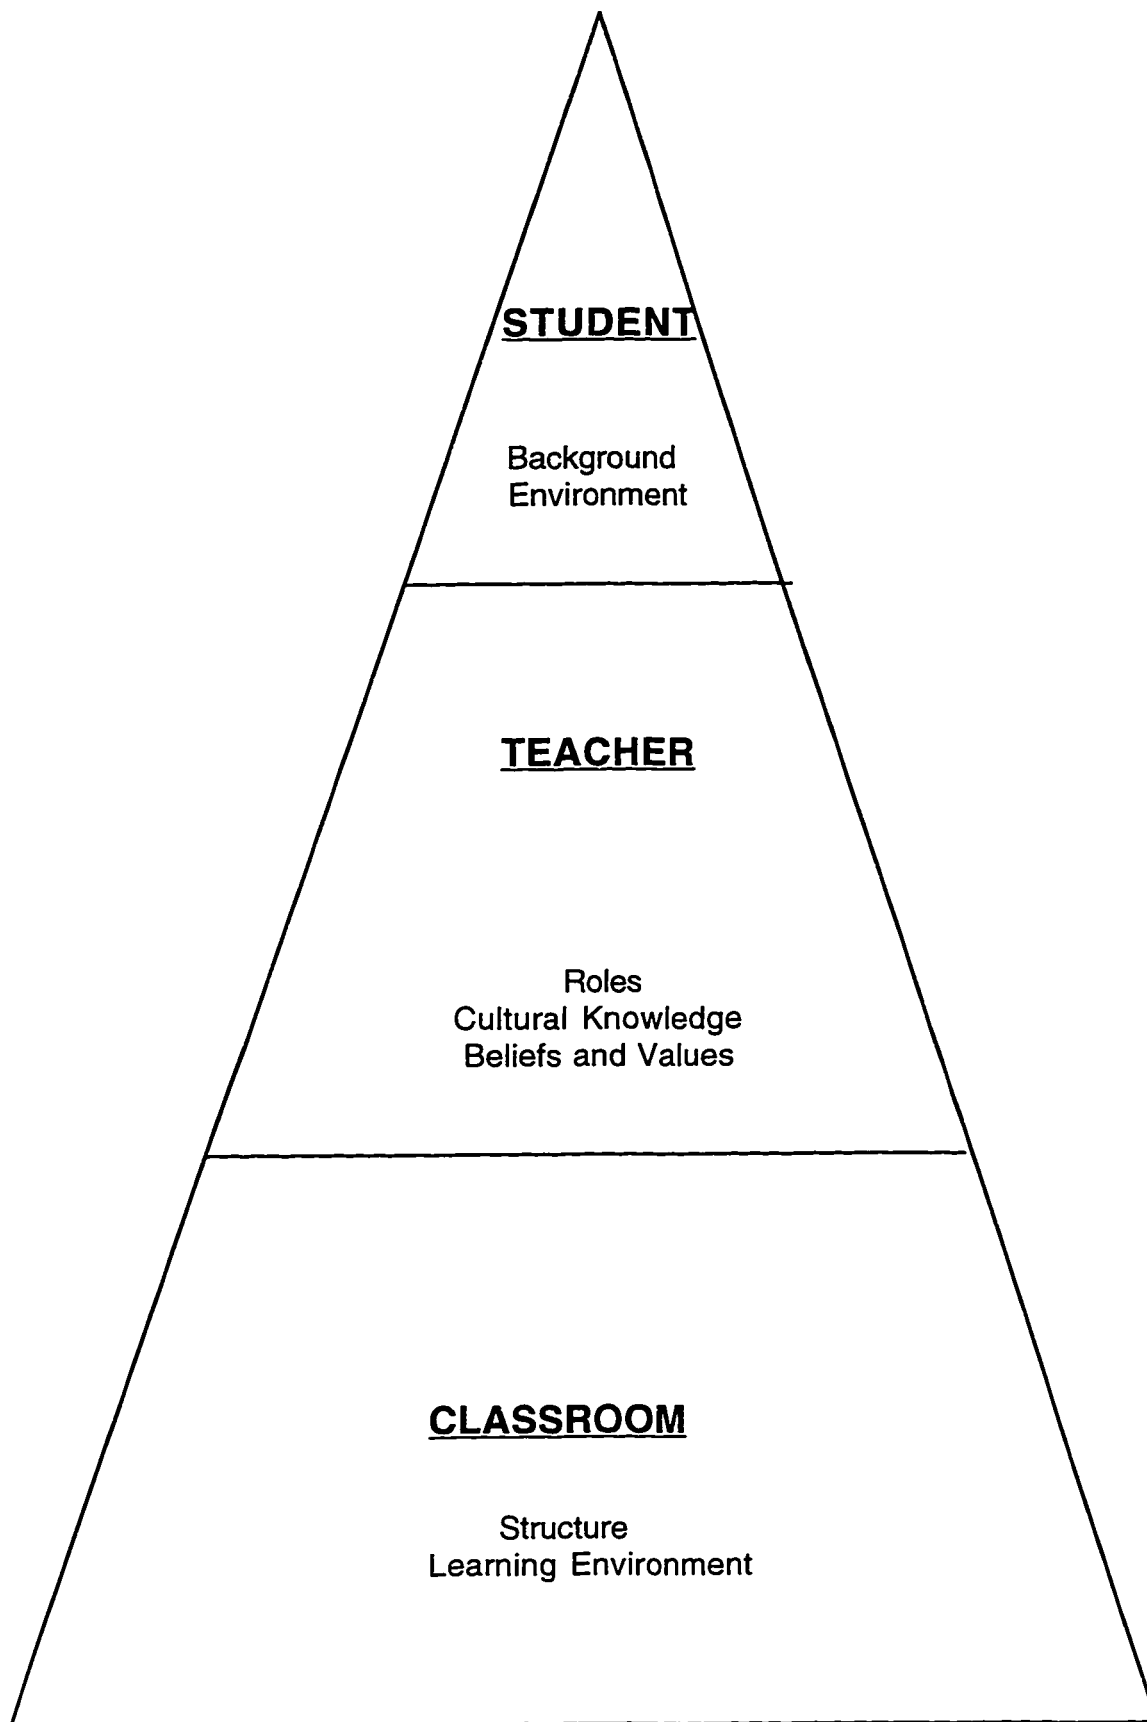 STUDENT
Background
Environment
TEACHER
Roles
Cultural Knowledge
Beliefs and Values
CLASSROOM
Structure
Learning Environment